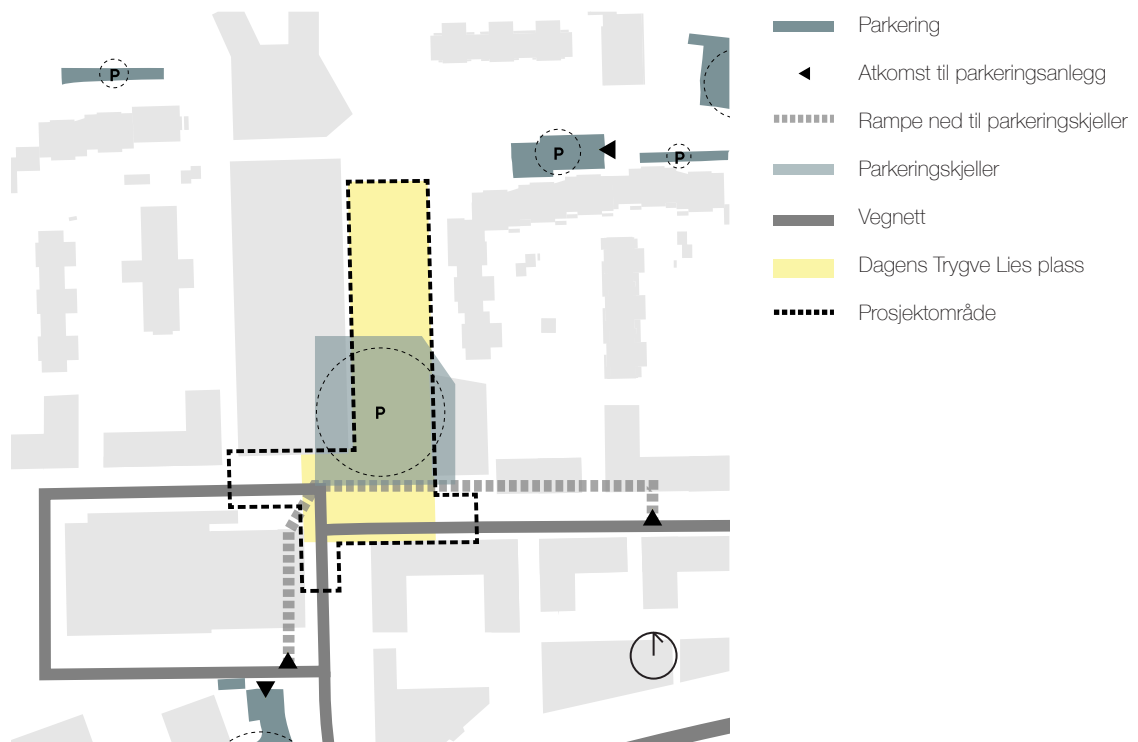 Parkering
Atkomst til parkeringsanlegg
Rampe ned til parkeringskjeller
Parkeringskjeller
Vegnett
Dagens Trygve Lies plass
Prosjektområde
P
P
P
P